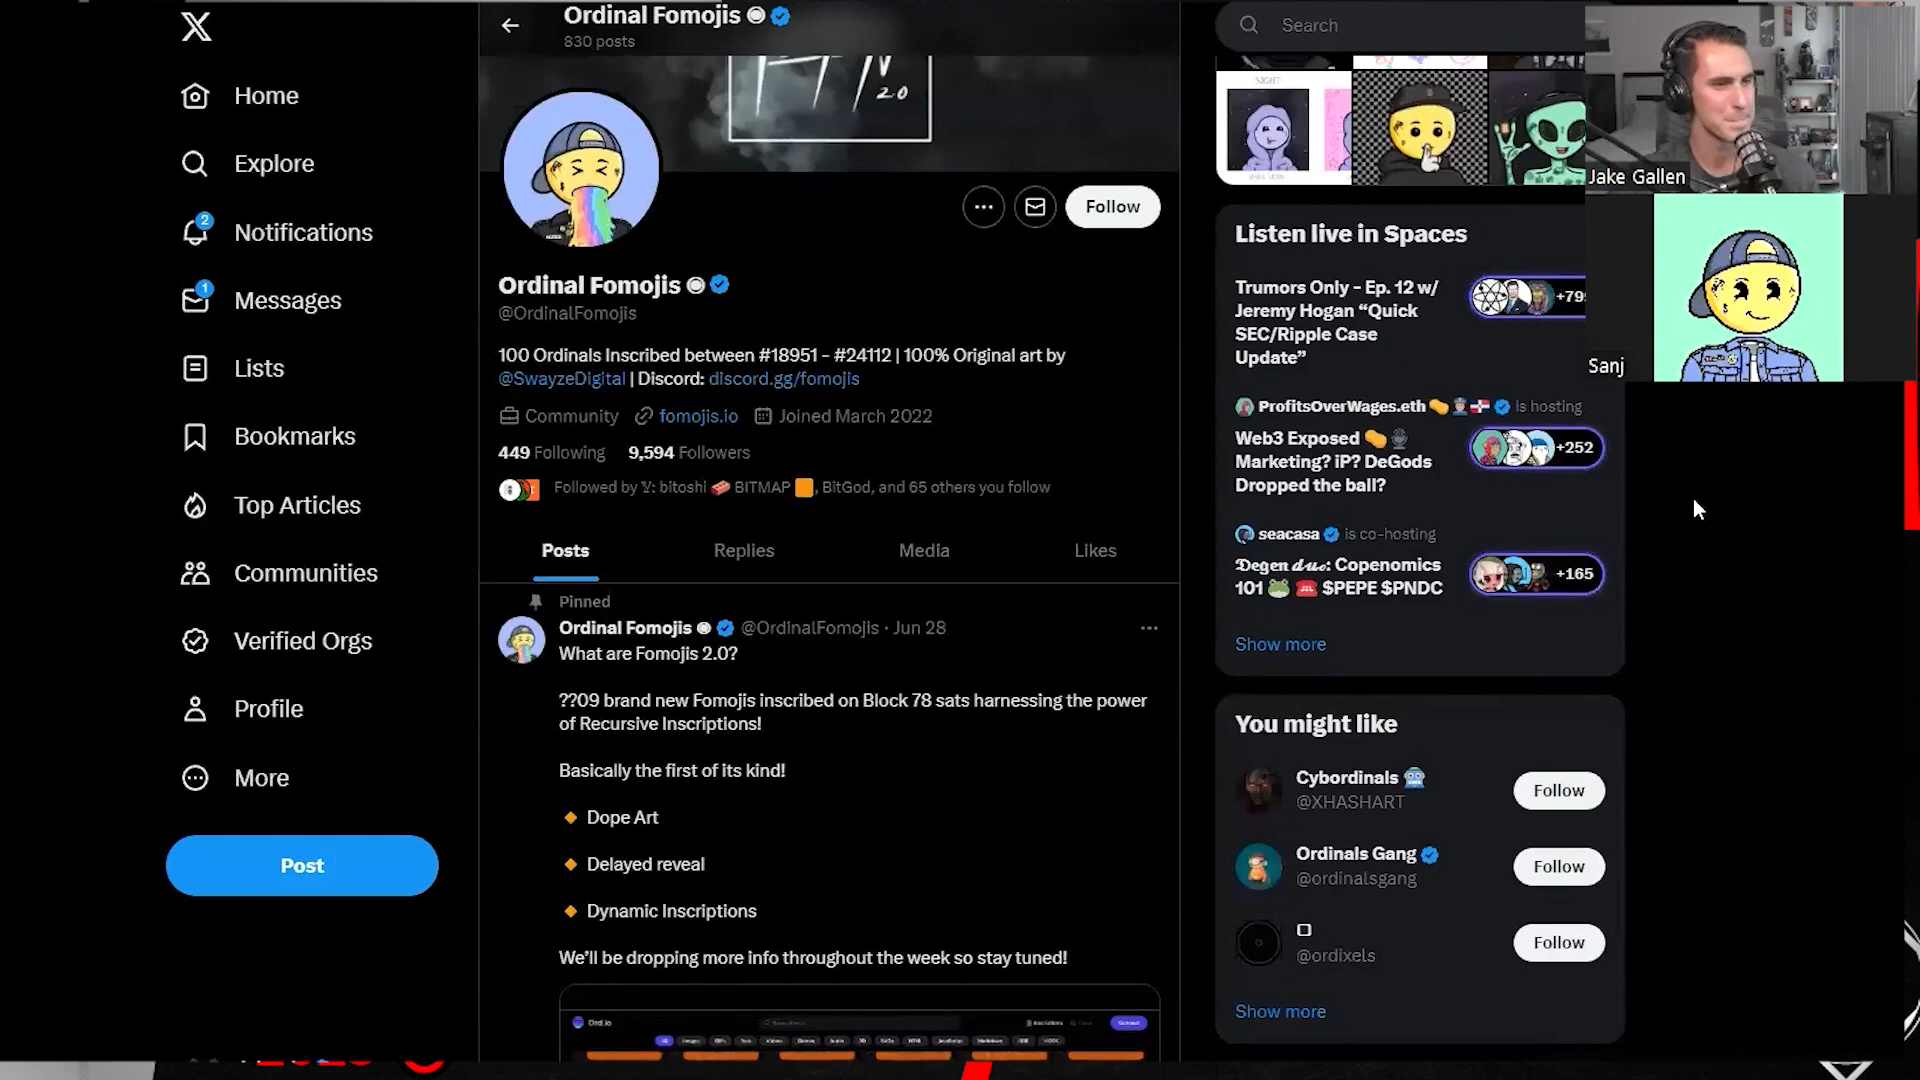 Home
Explore
2
Notifications
1
Messages
Lists
Bookmarks
Top Articles
Communities
Verified Orgs
Profile
More
Post
Ordinal Fomojis
830 posts
2.0
Follow
Ordinal Fomojis
@OrdinalFomojis
100 Ordinals Inscribed between #18951 - #24112 | 100% Original art by
@SwayzeDigital | Discord: discord.gg/fomojis
Community fomojis.io Joined March 2022
449 Following 9,594 Followers
Followed by Y: bitoshi BITMAP 🟧, BitGod, and 65 others you follow
Posts Replies Media Likes
Pinned
Ordinal Fomojis @OrdinalFomojis · Jun 28
What are Fomojis 2.0?
??09 brand new Fomojis inscribed on Block 78 sats harnessing the power
of Recursive Inscriptions!
Basically the first of its kind!
🔸 Dope Art
🔸 Delayed reveal
🔸 Dynamic Inscriptions
We'll be dropping more info throughout the week so stay tuned!
Ord.io
Search
NIGHT
Jake Gallen
Sanj
Listen live in Spaces
Trumors Only - Ep. 12 w/
Jeremy Hogan “Quick
SEC/Ripple Case
Update”
ProfitsOverWages.eth is hosting
Web3 Exposed
Marketing? iP? DeGods
Dropped the ball?
+252
seacasa is co-hosting
𝕯egen 𝓭𝓾𝓸: Copenomics
101 🐸 ☎️ $PEPE $PNDC
+165
Show more
You might like
Cybordinals 🤖
@XHASHART
Follow
Ordinals Gang
@ordinalsgang
Follow
@ordixels
Follow
Show more